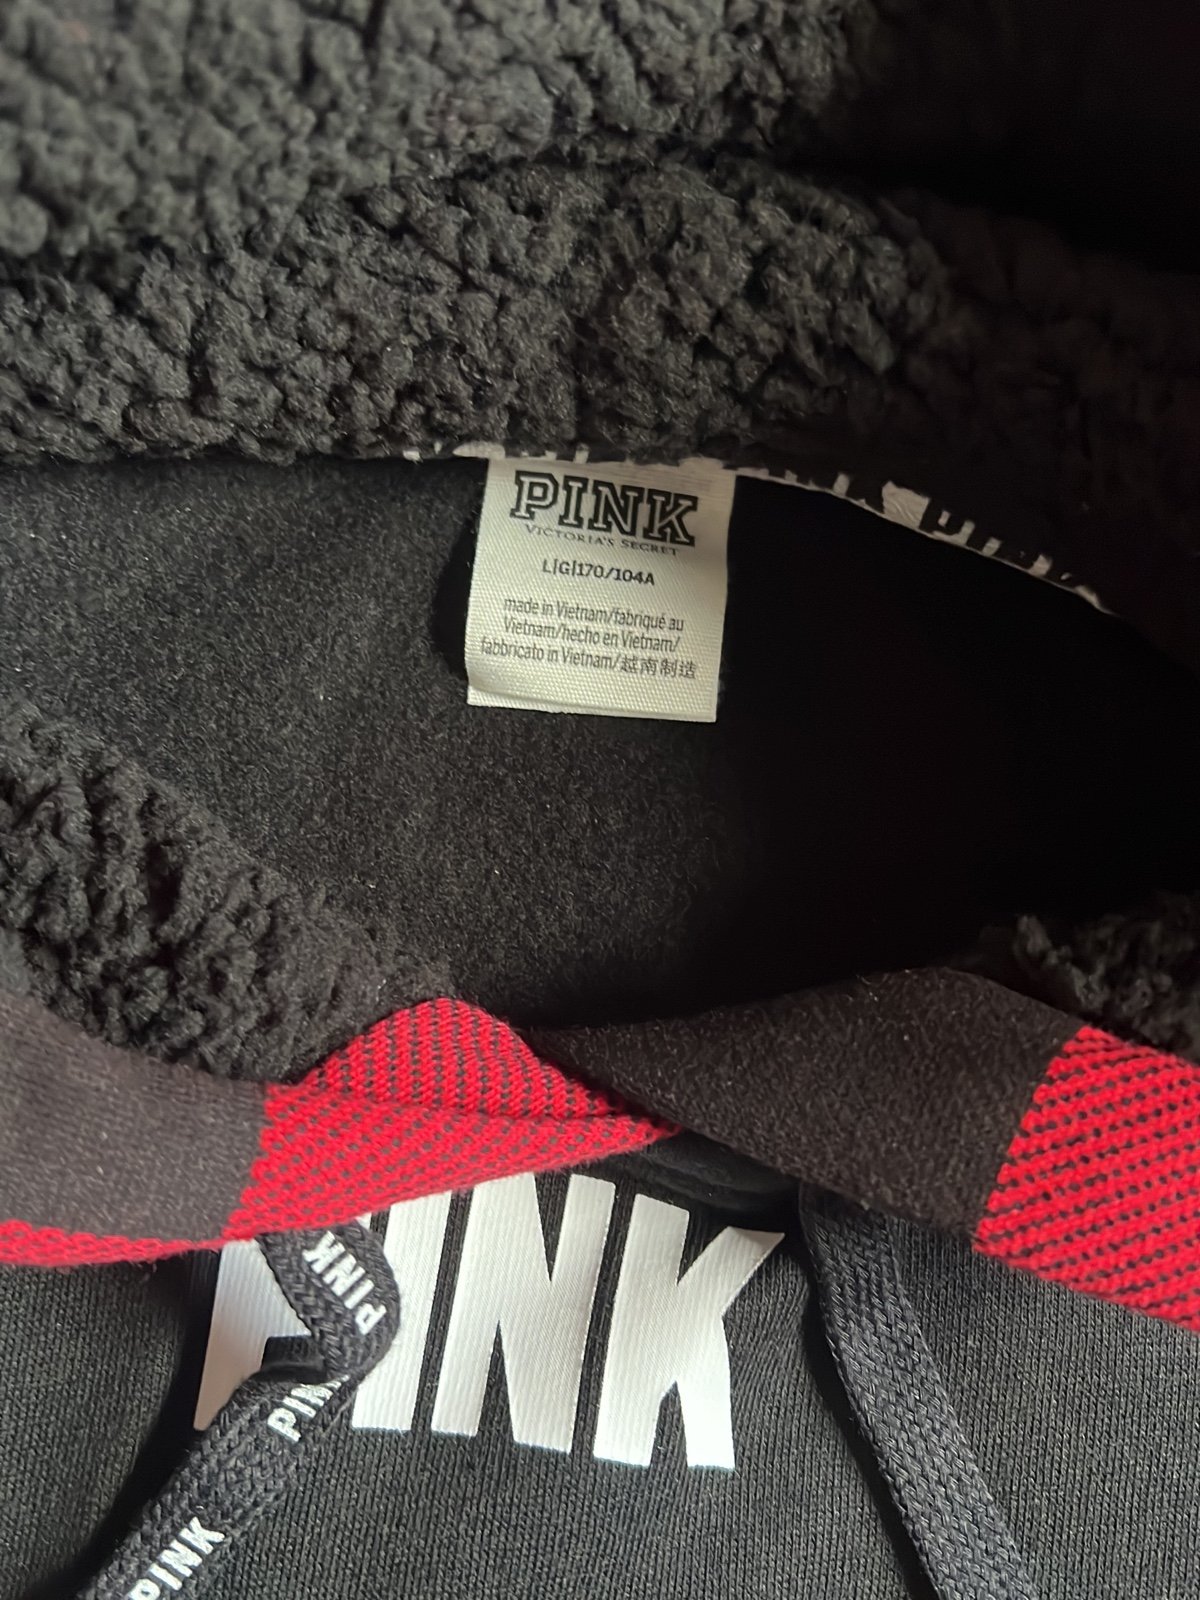 PINK
VICTORIA'S SECRET
L|G|170/104A
made in Vietnam/fabriqué au
Vietnam/hecho en Vietnam/
fabbricato in Vietnam/越南制造
PINK
PINK
PINK
PINK